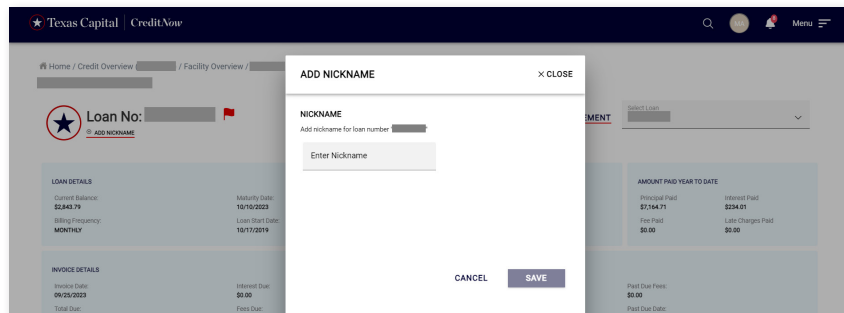 Texas Capital CreditNow
MA
Menu
Home / Credit Overview / Facility Overview /
Loan No:
ADD NICKNAME
EMENT
Select Loan
ADD NICKNAME
× CLOSE
NICKNAME
Add nickname for loan number
Enter Nickname
CANCEL
SAVE
LOAN DETAILS
Current Balance:
$2,843.79
Maturity Date:
10/10/2023
Billing Frequency:
MONTHLY
Loan Start Date:
10/17/2019
AMOUNT PAID YEAR TO DATE
Principal Paid
$7,164.71
Interest Paid
$234.01
Fee Paid
$0.00
Late Charges Paid
$0.00
INVOICE DETAILS
Invoice Date:
09/25/2023
Interest Due:
$0.00
Past Due Fees:
$0.00
Total Due:
Fees Due:
Past Due Date: